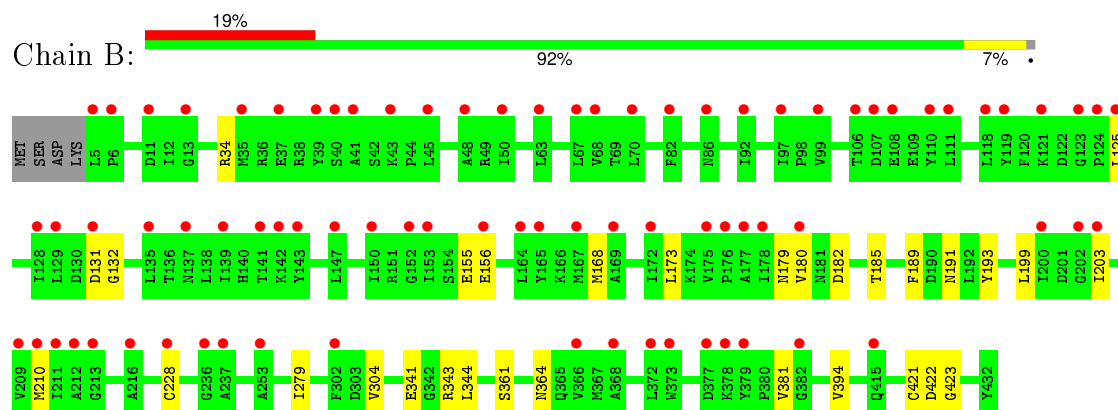 19%
Chain B:
92% 7% •
MET SER ASP LYS L5 P6 D11 I12 G13 R34 M35 R36 E37 R38 Y39 S40 A41 S42 K43 P44 L45 A48 R49 I50 L63 L67 V68 T69 L70 F82 N86 I92 I97 P98 V99 T106 D107 E108 E109 Y110 L111 L118 Y119 F120 K121 D122 G123 P124 L125
I128 L129 D130 D131 G132 L135 T136 N137 L138 I139 H140 T141 K142 Y143 L147 I150 R151 G152 I153 S154 E155 E156 L164 Y165 K166 M167 M168 A169 I172 L173 K174 V175 P176 A177 I178 N179 V180 N181 D182 T185 F189 D190 N191 L192 Y193 L199 I200 D201 G202 I203
V209 M210 I211 A212 G213 A216 C228 G236 A237 A253 I279 F302 D303 V304 E341 G342 R343 L344 S361 N364 Q365 V366 M367 A368 L372 W373 D377 K378 Y379 P380 V381 G382 V394 Q415 C421 D422 G423 Y432